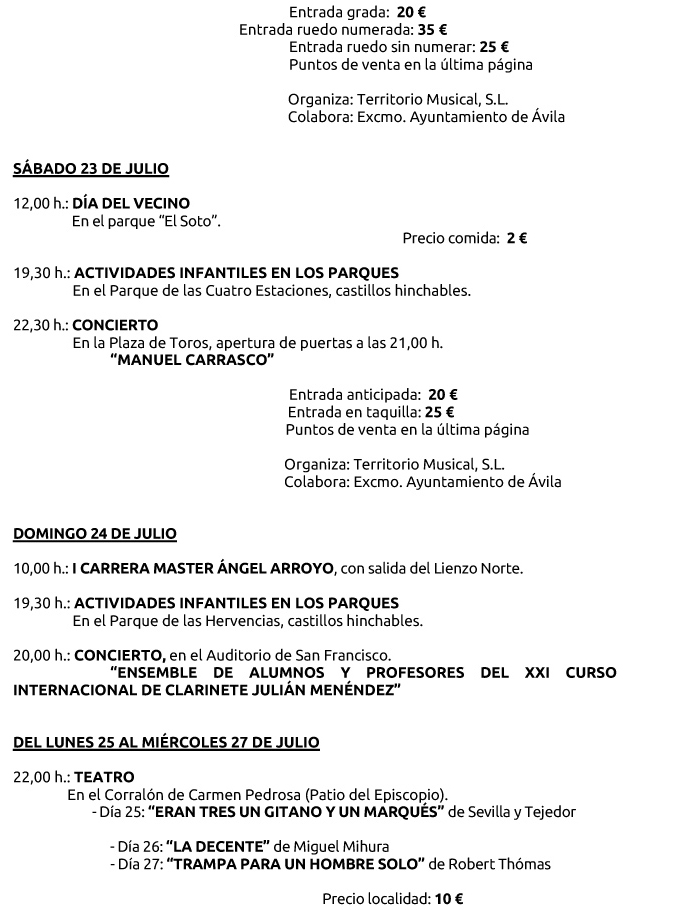 Entrada grada: 20 €
Entrada ruedo numerada: 35 €
Entrada ruedo sin numerar: 25 €
Puntos de venta en la última página
Organiza: Territorio Musical, S.L.
Colabora: Excmo. Ayuntamiento de Ávila
SÁBADO 23 DE JULIO
12,00 h.: DÍA DEL VECINO
En el parque “El Soto”.
Precio comida: 2 €
19,30 h.: ACTIVIDADES INFANTILES EN LOS PARQUES
En el Parque de las Cuatro Estaciones, castillos hinchables.
22,30 h.: CONCIERTO
En la Plaza de Toros, apertura de puertas a las 21,00 h.
“MANUEL CARRASCO”
Entrada anticipada: 20 €
Entrada en taquilla: 25 €
Puntos de venta en la última página
Organiza: Territorio Musical, S.L.
Colabora: Excmo. Ayuntamiento de Ávila
DOMINGO 24 DE JULIO
10,00 h.: I CARRERA MASTER ÁNGEL ARROYO, con salida del Lienzo Norte.
19,30 h.: ACTIVIDADES INFANTILES EN LOS PARQUES
En el Parque de las Hervencias, castillos hinchables.
20,00 h.: CONCIERTO, en el Auditorio de San Francisco.
“ENSEMBLE DE ALUMNOS Y PROFESORES DEL XXI CURSO
INTERNACIONAL DE CLARINETE JULIÁN MENÉNDEZ”
DEL LUNES 25 AL MIÉRCOLES 27 DE JULIO
22,00 h.: TEATRO
En el Corralón de Carmen Pedrosa (Patio del Episcopio).
- Día 25: “ERAN TRES UN GITANO Y UN MARQUÉS” de Sevilla y Tejedor
- Día 26: “LA DECENTE” de Miguel Mihura
- Día 27: “TRAMPA PARA UN HOMBRE SOLO” de Robert Thómas
Precio localidad: 10 €